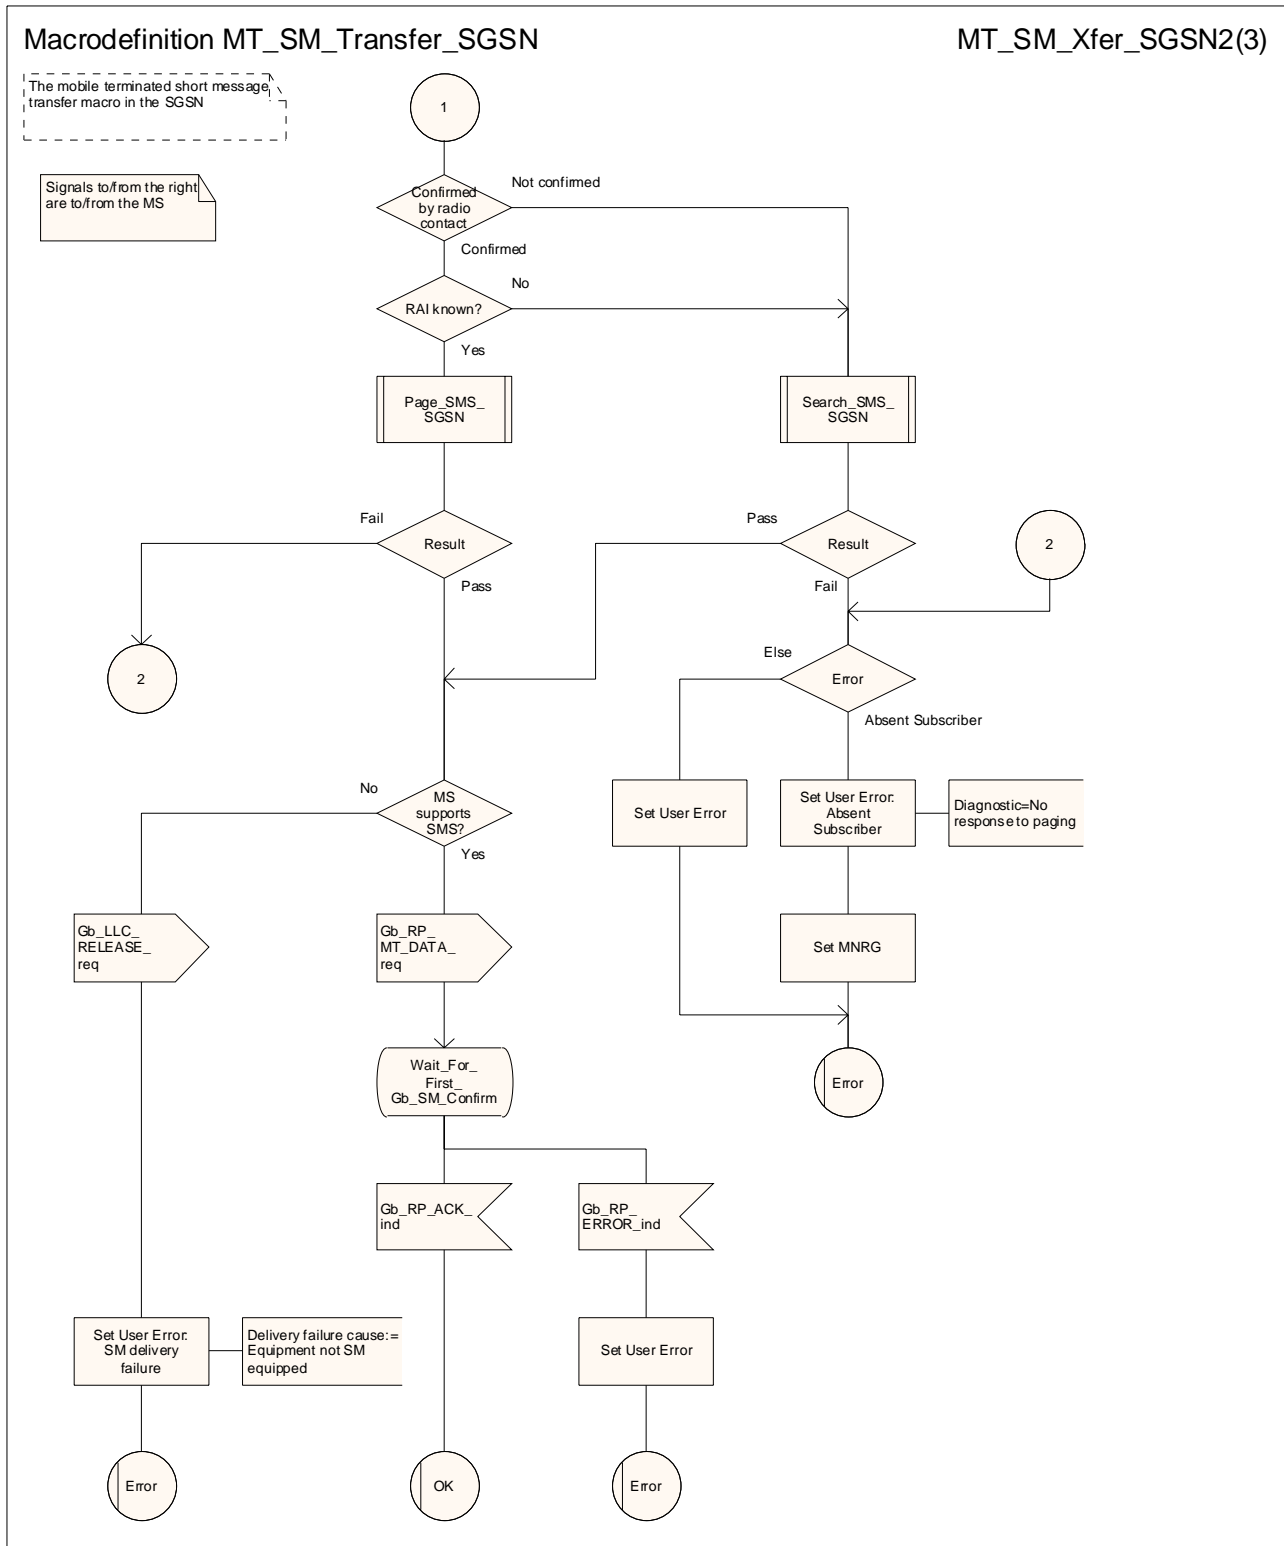 Macrodefinition MT_SM_Transfer_SGSN
MT_SM_Xfer_SGSN2(3)
The mobile terminated short message
transfer macro in the SGSN
1
Signals to/from the right
are to/from the MS
Confirmed
by radio
contact
Not confirmed
Confirmed
RAI known?
No
Yes
Page_SMS_
SGSN
Search_SMS_
SGSN
Fail
Result
Pass
Pass
Result
Fail
2
2
Else
Error
Absent Subscriber
No
MS
supports
SMS?
Yes
Set User Error
Set User Error:
Absent
Subscriber
Diagnostic=No
response to paging
Gb_LLC_
RELEASE_
req
Gb_RP_
MT_DATA_
req
Set MNRG
Wait_For_
First_
Gb_SM_Confirm
Error
Gb_RP_ACK_
ind
Gb_RP_
ERROR_ind
Set User Error:
SM delivery
failure
Delivery failure cause:=
Equipment not SM
equipped
Set User Error
Error
OK
Error